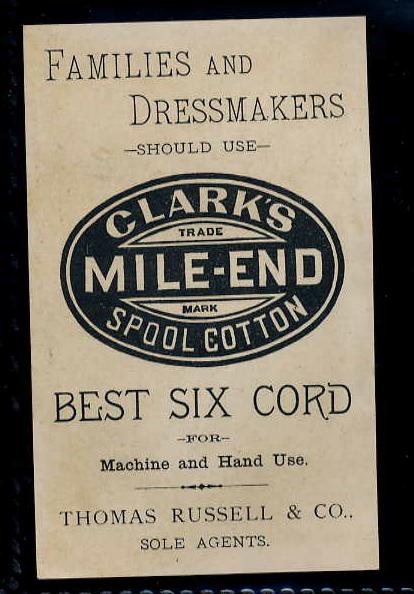 FAMILIES AND
DRESSMAKERS
—SHOULD USE—
CLARK'S
TRADE
MILE-END
MARK
SPOOL COTTON
BEST SIX CORD
—FOR—
Machine and Hand Use.
THOMAS RUSSELL & CO..
SOLE AGENTS.